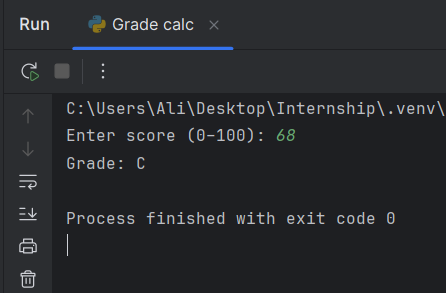 Run Grade calc
C:\Users\Ali\Desktop\Internship\.venv\
Enter score (0–100): 68
Grade: C
Process finished with exit code 0